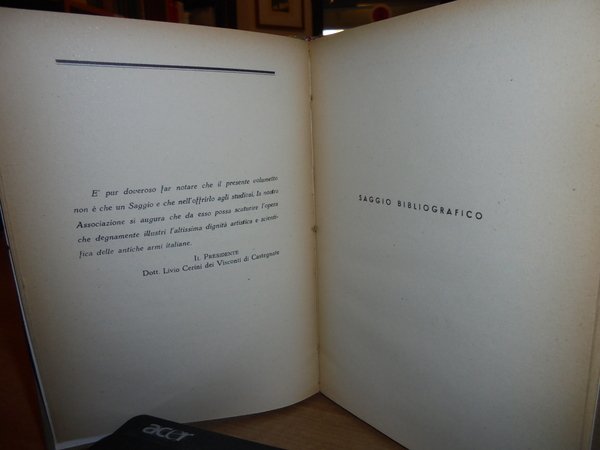 E' pur doveroso far notare che il presente volumetto
non è che un Saggio e che nell'offrirlo agli studiosi, la nostra
Associazione si augura che da esso possa scaturire l'opera
che degnamente illustri l'altissima dignità artistica e scienti-
fica delle antiche armi italiane.
IL PRESIDENTE
Dott. Livio Cerini dei Visconti di Castegnate
SAGGIO BIBLIOGRAFICO
acer